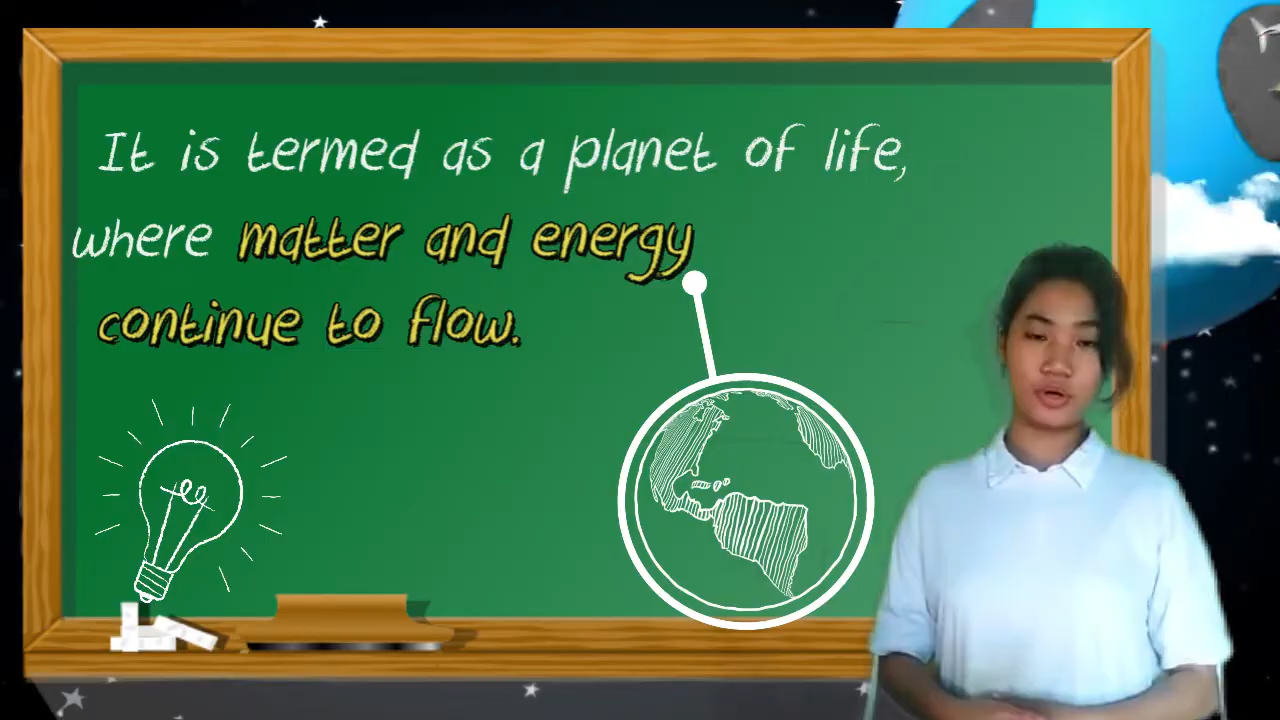 It is termed as a planet of life,
where matter and energy
continue to flow.